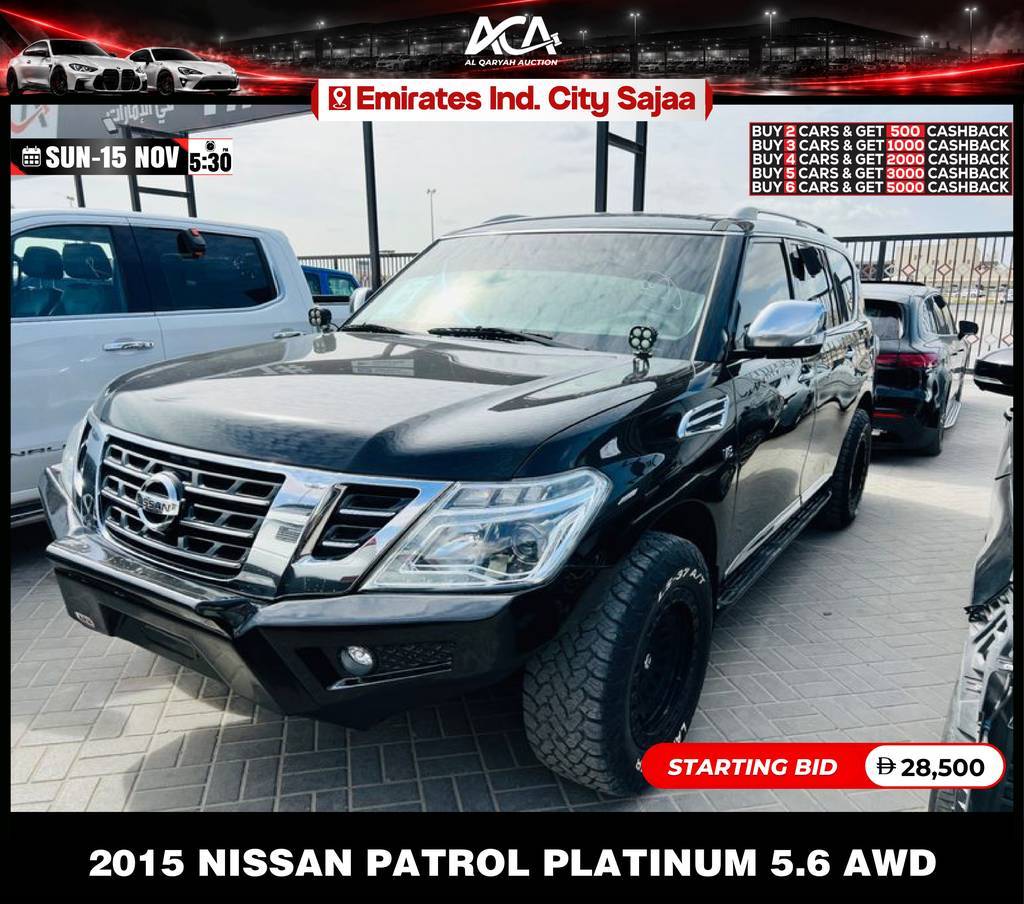 ACA
AL QARYAH AUCTION
Emirates Ind. City Sajaa
SUN-15 NOV 5:30 PM
BUY 2 CARS & GET 500 CASHBACK
BUY 3 CARS & GET 1000 CASHBACK
BUY 4 CARS & GET 2000 CASHBACK
BUY 5 CARS & GET 3000 CASHBACK
BUY 6 CARS & GET 5000 CASHBACK
NISSAN
STARTING BID 28,500
2015 NISSAN PATROL PLATINUM 5.6 AWD